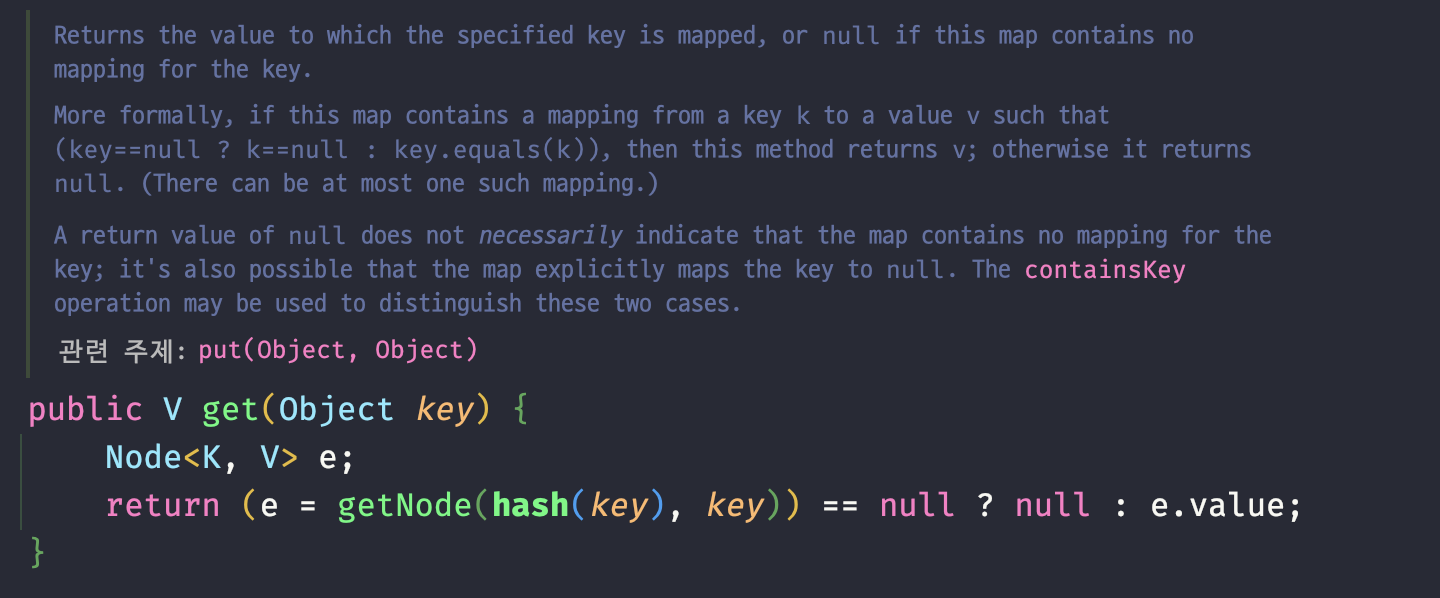 Returns the value to which the specified key is mapped, or null if this map contains no
mapping for the key.
More formally, if this map contains a mapping from a key k to a value v such that
(key==null ? k==null : key.equals(k)), then this method returns v; otherwise it returns
null. (There can be at most one such mapping.)
A return value of null does not necessarily indicate that the map contains no mapping for the
key; it's also possible that the map explicitly maps the key to null. The containsKey
operation may be used to distinguish these two cases.
관련 주제: put(Object, Object)
public V get(Object key) {
    Node<K, V> e;
    return (e = getNode(hash(key), key)) == null ? null : e.value;
}